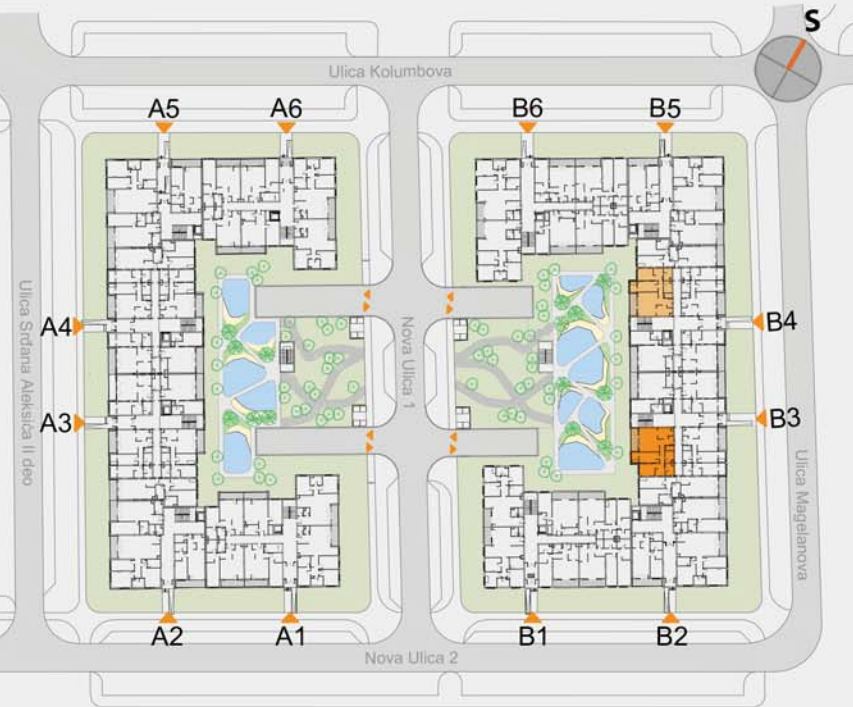 S
Ulica Kolumbova
A5
A6
B6
B5
Ulica Srđana Aleksića II deo
A4
Nova Ulica 1
B4
A3
B3
Ulica Magelanova
A2
A1
B1
B2
Nova Ulica 2